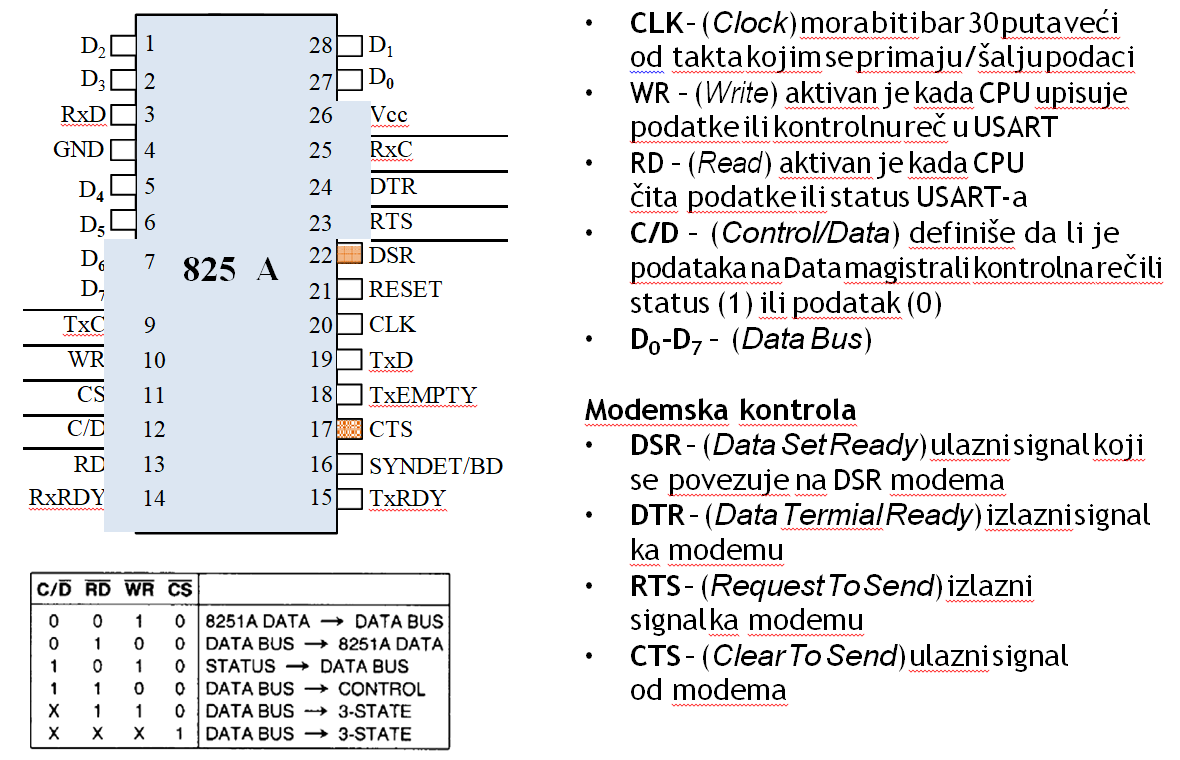 D2 1 28 D1
D3 2 27 D0
RxD 3 26 Vcc
GND 4 25 RxC
D4 5 24 DTR
D5 6 23 RTS
D6 7 825 A 22 DSR
D7 21 RESET
TxC 9 20 CLK
WR 10 19 TxD
CS 11 18 TxEMPTY
C/D 12 17 CTS
RD 13 16 SYNDET/BD
RxRDY 14 15 TxRDY
C/D̅ R̅D̅ W̅R̅ C̅S̅
0 0 1 0 8251A DATA → DATA BUS
0 1 0 0 DATA BUS → 8251A DATA
1 0 1 0 STATUS → DATA BUS
1 1 0 0 DATA BUS → CONTROL
X 1 1 0 DATA BUS → 3-STATE
X X X 1 DATA BUS → 3-STATE
• CLK- (Clock) mora biti bar 30 puta veći
od takta kojim se primaju/šalju podaci
• WR - (Write) aktivan je kada CPU upisuje
podatke ili kontrolnu reč u USART
• RD - (Read) aktivan je kada CPU
čita podatke ili status USART-a
• C/D - (Control/Data) definiše da li je
podataka na Data magistrali kontrolna reč ili
status (1) ili podatak (0)
• D0-D7 - (Data Bus)
Modemska kontrola
• DSR- (Data Set Ready) ulazni signal koji
se povezuje na DSR modema
• DTR- (Data Termial Ready) izlazni signal
ka modemu
• RTS- (Request To Send) izlazni
signal ka modemu
• CTS- (Clear To Send) ulazni signal
od modema